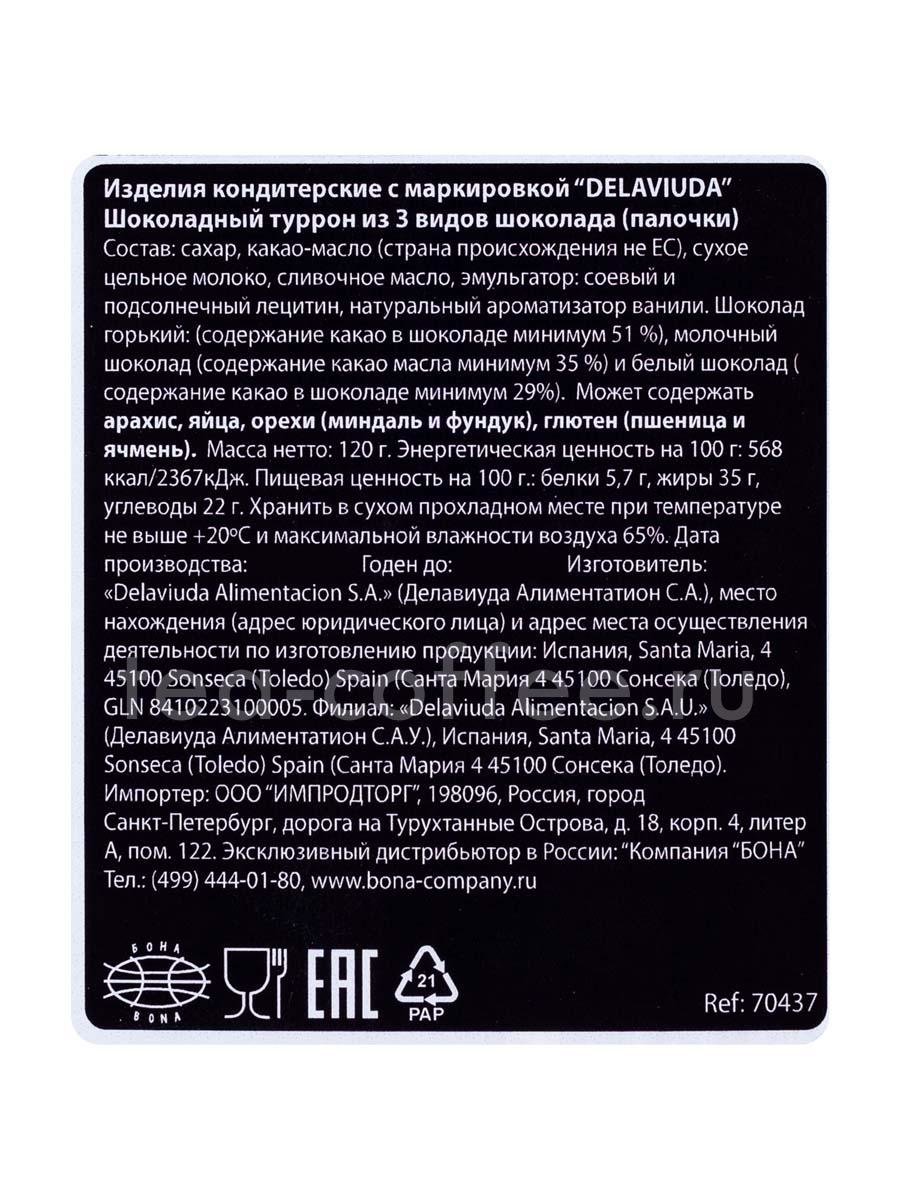 Изделия кондитерские с маркировкой “DELAVIUDA”
Шоколадный туррон из 3 видов шоколада (палочки)
Состав: сахар, какао-масло (страна происхождения не ЕС), сухое
цельное молоко, сливочное масло, эмульгатор: соевый и
подсолнечный лецитин, натуральный ароматизатор ванили. Шоколад
горький: (содержание какао в шоколаде минимум 51 %), молочный
шоколад (содержание какао масла минимум 35 %) и белый шоколад (
содержание какао в шоколаде минимум 29%). Может содержать
арахис, яйца, орехи (миндаль и фундук), глютен (пшеница и
ячмень). Масса нетто: 120 г. Энергетическая ценность на 100 г: 568
ккал/2367кДж. Пищевая ценность на 100 г.: белки 5,7 г, жиры 35 г,
углеводы 22 г. Хранить в сухом прохладном месте при температуре
не выше +20ºС и максимальной влажности воздуха 65%. Дата
производства: Годен до: Изготовитель:
«Delaviuda Alimentacion S.A.» (Делавиуда Алиментатион С.А.), место
нахождения (адрес юридического лица) и адрес места осуществления
деятельности по изготовлению продукции: Испания, Santa Maria, 4
45100 Sonseca (Toledo) Spain (Санта Мария 4 45100 Сонсека (Толедо),
GLN 8410223100005. Филиал: «Delaviuda Alimentacion S.A.U.»
(Делавиуда Алиментатион С.А.У.), Испания, Santa Maria, 4 45100
Sonseca (Toledo) Spain (Санта Мария 4 45100 Сонсека (Толедо).
Импортер: ООО “ИМПРОДТОРГ”, 198096, Россия, город
Санкт-Петербург, дорога на Турухтанные Острова, д. 18, корп. 4, литер
А, пом. 122. Эксклюзивный дистрибьютор в России: “Компания “БОНА”
Тел.: (499) 444-01-80, www.bona-company.ru
tea-coffee.ru
БОНА
BONA
EAC
21
PAP
Ref: 70437